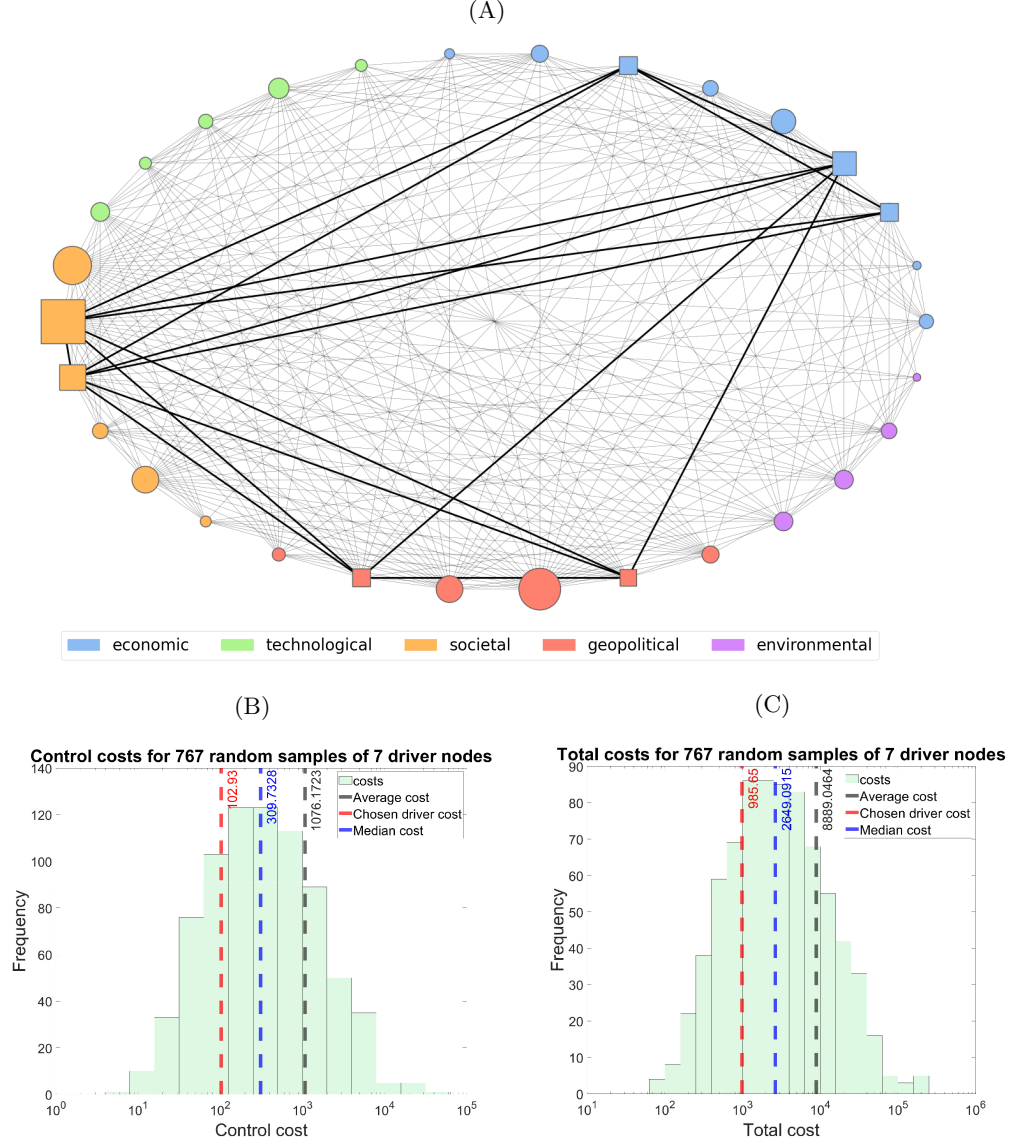 (A)
economic technological societal geopolitical environmental
(B)
Control costs for 767 random samples of 7 driver nodes
140
120
100
80
60
40
20
0
Frequency
10^0 10^1 10^2 10^3 10^4 10^5
Control cost
102.93
309.7328
1076.1723
costs
Average cost
Chosen driver cost
Median cost
(C)
Total costs for 767 random samples of 7 driver nodes
90
80
70
60
50
40
30
20
10
0
Frequency
10^1 10^2 10^3 10^4 10^5 10^6
Total cost
985.65
2649.0915
8889.0464
costs
Average cost
Chosen driver cost
Median cost